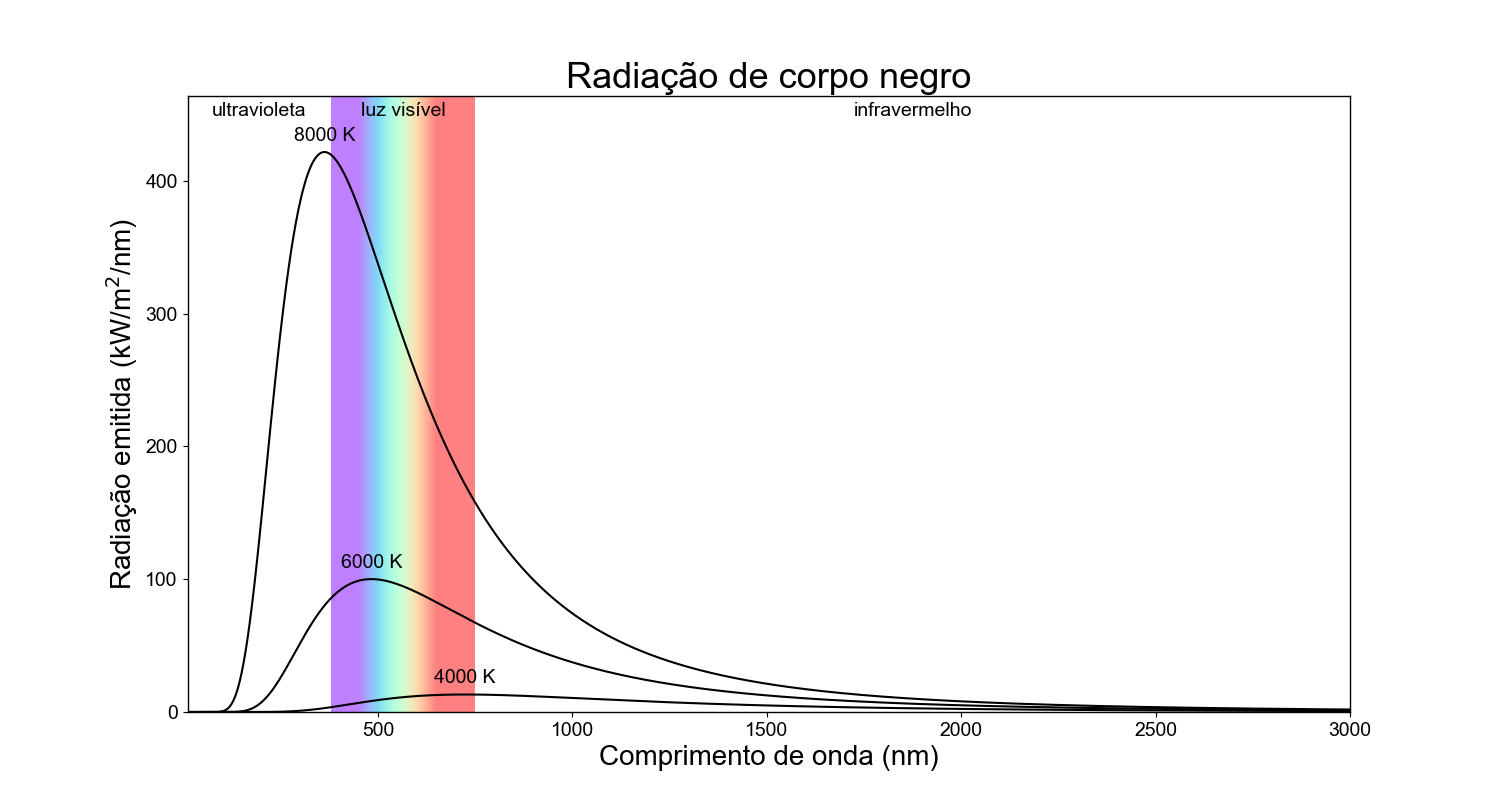 Radiação de corpo negro
ultravioleta
luz visível
infravermelho
8000 K
6000 K
4000 K
Radiação emitida (kW/m²/nm)
400
300
200
100
0
500
1000
1500
2000
2500
3000
Comprimento de onda (nm)